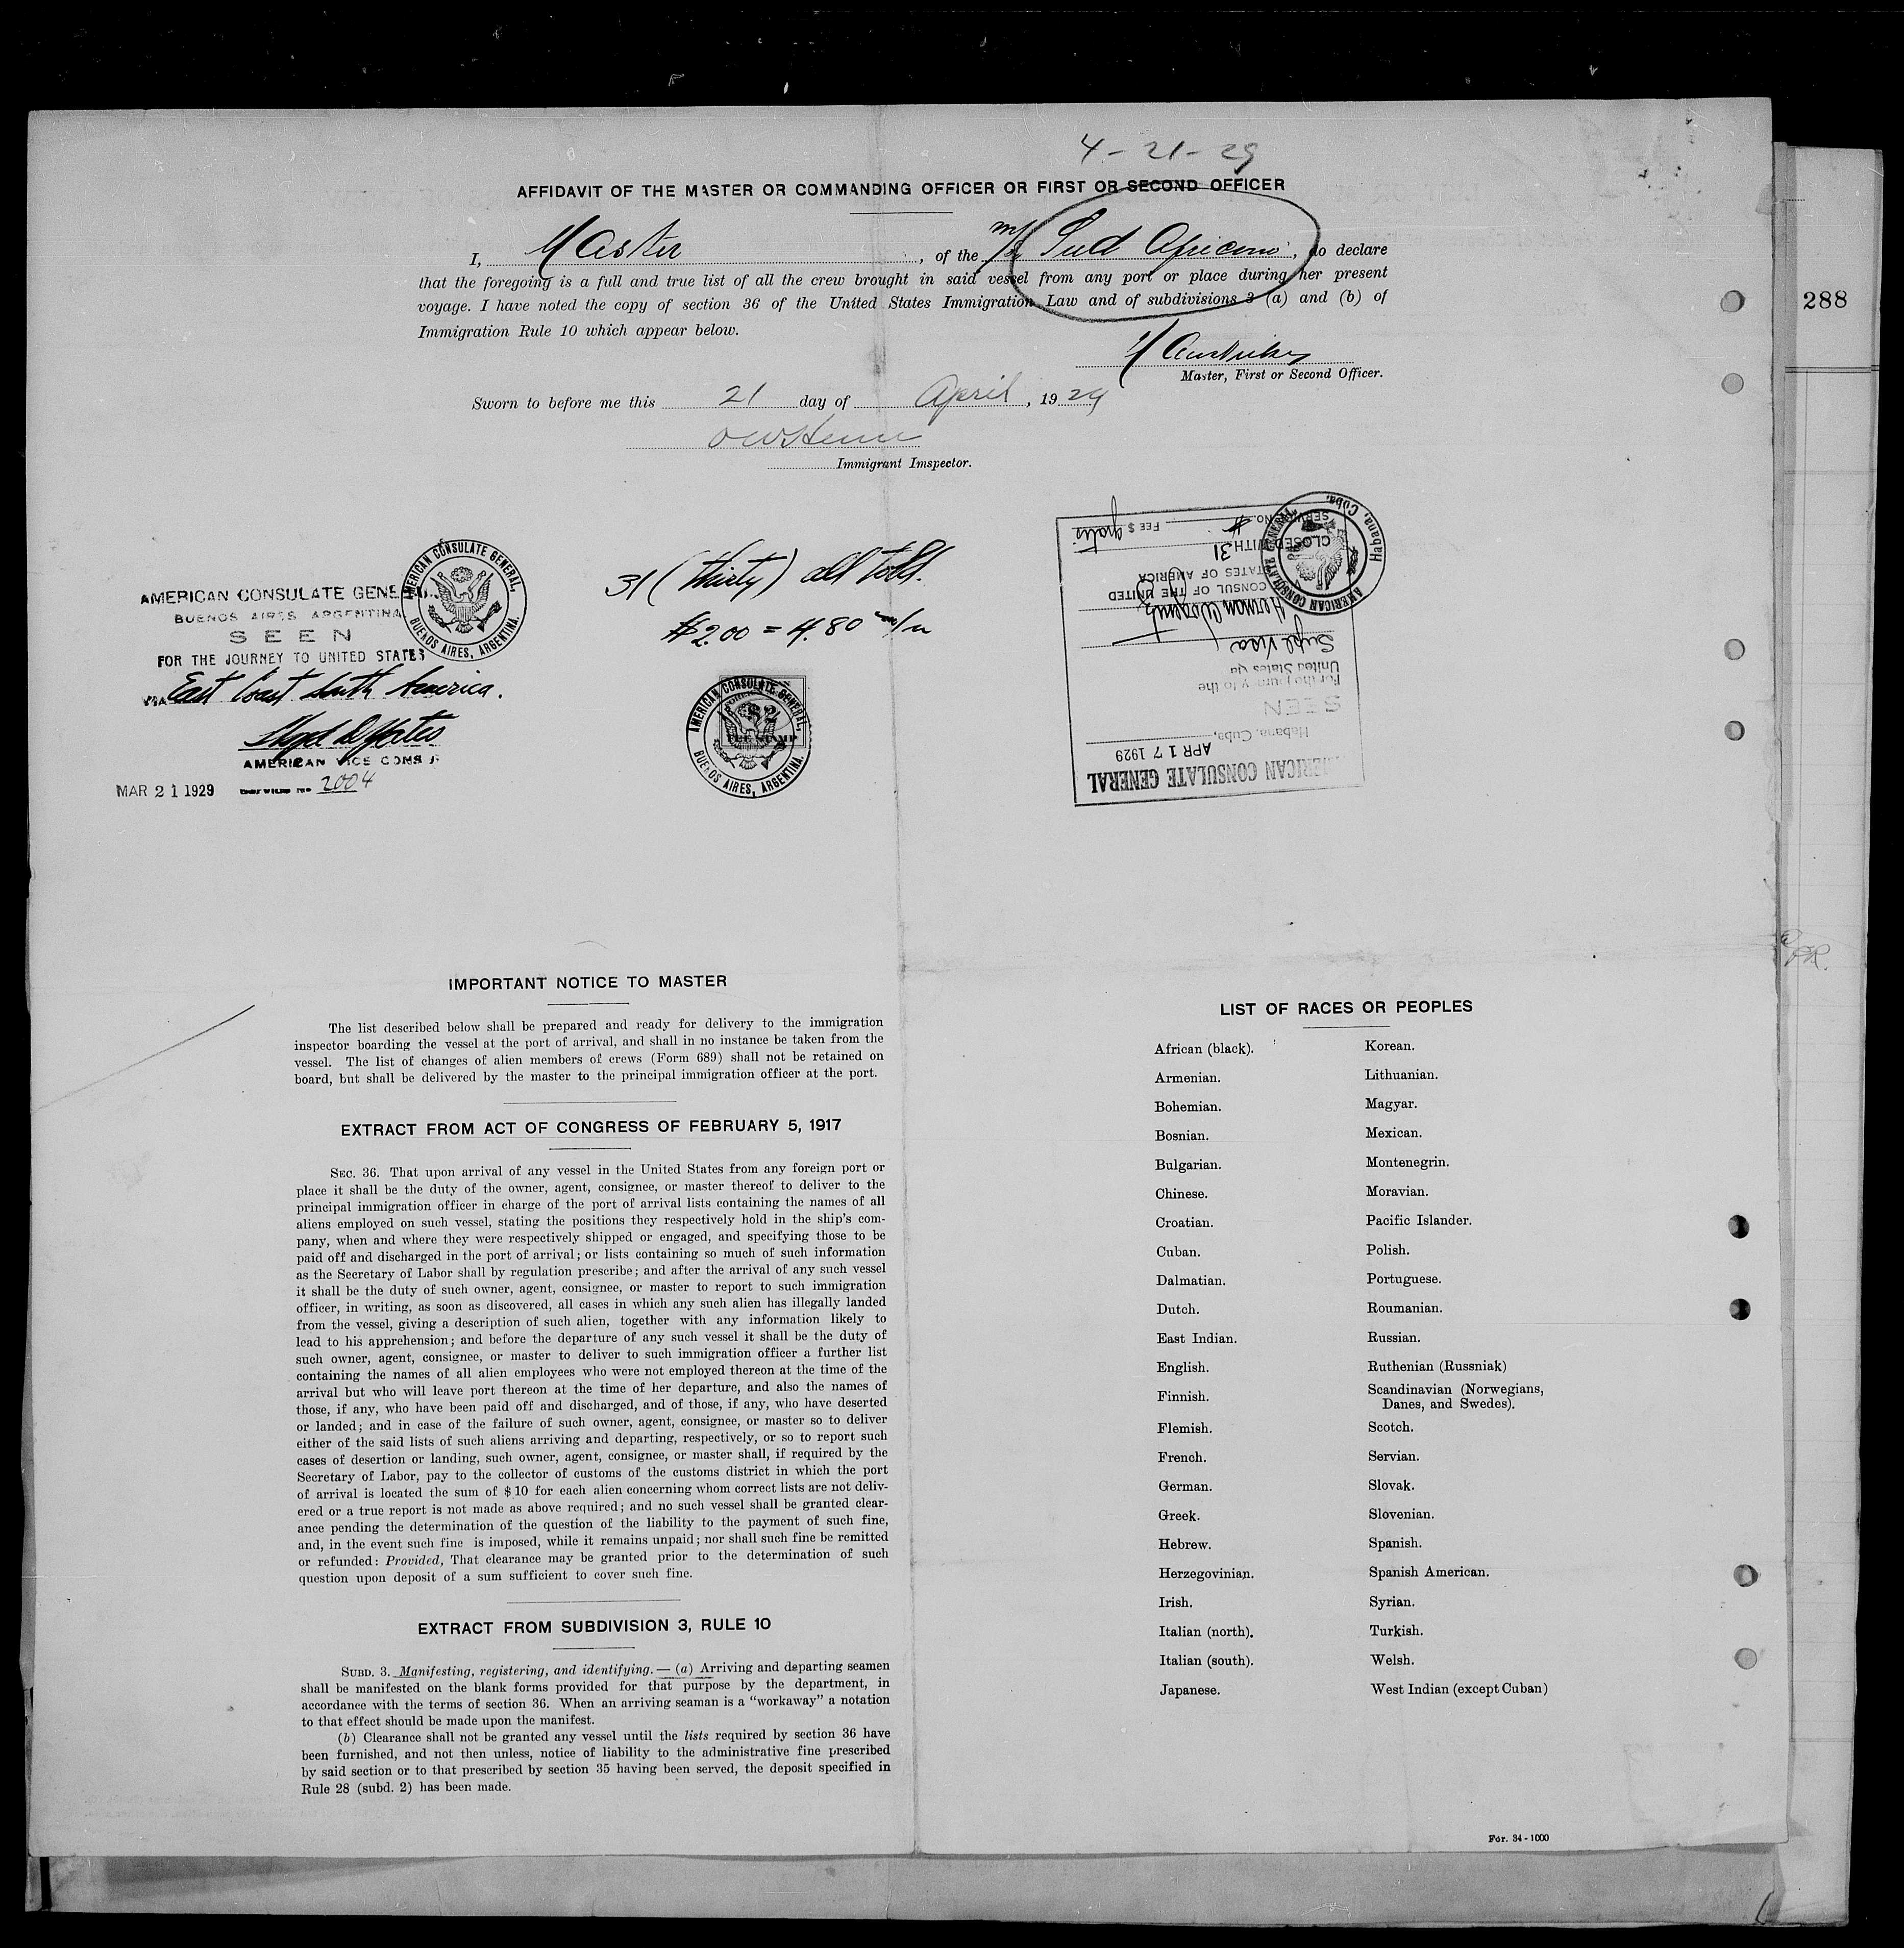 4-21-29
AFFIDAVIT OF THE MASTER OR COMMANDING OFFICER OR FIRST OR SECOND OFFICER
I, Master, of the m/s Sud Africano, do declare
that the foregoing is a full and true list of all the crew brought in said vessel from any port or place during her present
voyage. I have noted the copy of section 36 of the United States Immigration Law and of subdivisions 3 (a) and (b) of
Immigration Rule 10 which appear below.
Master, First or Second Officer.
Sworn to before me this 21 day of April, 1929
Immigrant Imspector.
288
AMERICAN CONSULATE GENERAL
BUENOS AIRES ARGENTINA
SEEN
FOR THE JOURNEY TO UNITED STATES
VIA East Coast South America.
AMERICAN VICE CONSUL
MAR 21 1929
2004
AMERICAN CONSULATE GENERAL,
BUENOS AIRES, ARGENTINA.
31 (thirty) all told.
$2.00 = 4.80 m/n
AMERICAN CONSULATE GENERAL,
$2
FEE STAMP
BUENOS AIRES, ARGENTINA.
AMERICAN CONSULATE GENERAL
APR 17 1929
Habana, Cuba,
SEEN
For the journey to the
United States via
Supl Visa
CONSUL OF THE UNITED
STATES OF AMERICA
CLOSED WITH 31
SERVICE NO. FEE $ gratis
AMERICAN CONSULATE GENERAL
Habana, Cuba.
IMPORTANT NOTICE TO MASTER
The list described below shall be prepared and ready for delivery to the immigration
inspector boarding the vessel at the port of arrival, and shall in no instance be taken from the
vessel. The list of changes of alien members of crews (Form 689) shall not be retained on
board, but shall be delivered by the master to the principal immigration officer at the port.
EXTRACT FROM ACT OF CONGRESS OF FEBRUARY 5, 1917
SEC. 36. That upon arrival of any vessel in the United States from any foreign port or
place it shall be the duty of the owner, agent, consignee, or master thereof to deliver to the
principal immigration officer in charge of the port of arrival lists containing the names of all
aliens employed on such vessel, stating the positions they respectively hold in the ship's com-
pany, when and where they were respectively shipped or engaged, and specifying those to be
paid off and discharged in the port of arrival; or lists containing so much of such information
as the Secretary of Labor shall by regulation prescribe; and after the arrival of any such vessel
it shall be the duty of such owner, agent, consignee, or master to report to such immigration
officer, in writing, as soon as discovered, all cases in which any such alien has illegally landed
from the vessel, giving a description of such alien, together with any information likely to
lead to his apprehension; and before the departure of any such vessel it shall be the duty of
such owner, agent, consignee, or master to deliver to such immigration officer a further list
containing the names of all alien employees who were not employed thereon at the time of the
arrival but who will leave port thereon at the time of her departure, and also the names of
those, if any, who have been paid off and discharged, and of those, if any, who have deserted
or landed; and in case of the failure of such owner, agent, consignee, or master so to deliver
either of the said lists of such aliens arriving and departing, respectively, or so to report such
cases of desertion or landing, such owner, agent, consignee, or master shall, if required by the
Secretary of Labor, pay to the collector of customs of the customs district in which the port
of arrival is located the sum of $10 for each alien concerning whom correct lists are not deliv-
ered or a true report is not made as above required; and no such vessel shall be granted clear-
ance pending the determination of the question of the liability to the payment of such fine,
and, in the event such fine is imposed, while it remains unpaid; nor shall such fine be remitted
or refunded: Provided, That clearance may be granted prior to the determination of such
question upon deposit of a sum sufficient to cover such fine.
EXTRACT FROM SUBDIVISION 3, RULE 10
SUBD. 3. Manifesting, registering, and identifying. — (a) Arriving and departing seamen
shall be manifested on the blank forms provided for that purpose by the department, in
accordance with the terms of section 36. When an arriving seaman is a "workaway" a notation
to that effect should be made upon the manifest.
(b) Clearance shall not be granted any vessel until the lists required by section 36 have
been furnished, and not then unless, notice of liability to the administrative fine prescribed
by said section or to that prescribed by section 35 having been served, the deposit specified in
Rule 28 (subd. 2) has been made.
LIST OF RACES OR PEOPLES
African (black).
Armenian.
Bohemian.
Bosnian.
Bulgarian.
Chinese.
Croatian.
Cuban.
Dalmatian.
Dutch.
East Indian.
English.
Finnish.
Flemish.
French.
German.
Greek.
Hebrew.
Herzegovinian.
Irish.
Italian (north).
Italian (south).
Japanese.
Korean.
Lithuanian.
Magyar.
Mexican.
Montenegrin.
Moravian.
Pacific Islander.
Polish.
Portuguese.
Roumanian.
Russian.
Ruthenian (Russniak)
Scandinavian (Norwegians,
Danes, and Swedes).
Scotch.
Servian.
Slovak.
Slovenian.
Spanish.
Spanish American.
Syrian.
Turkish.
Welsh.
West Indian (except Cuban)
For. 34-1000